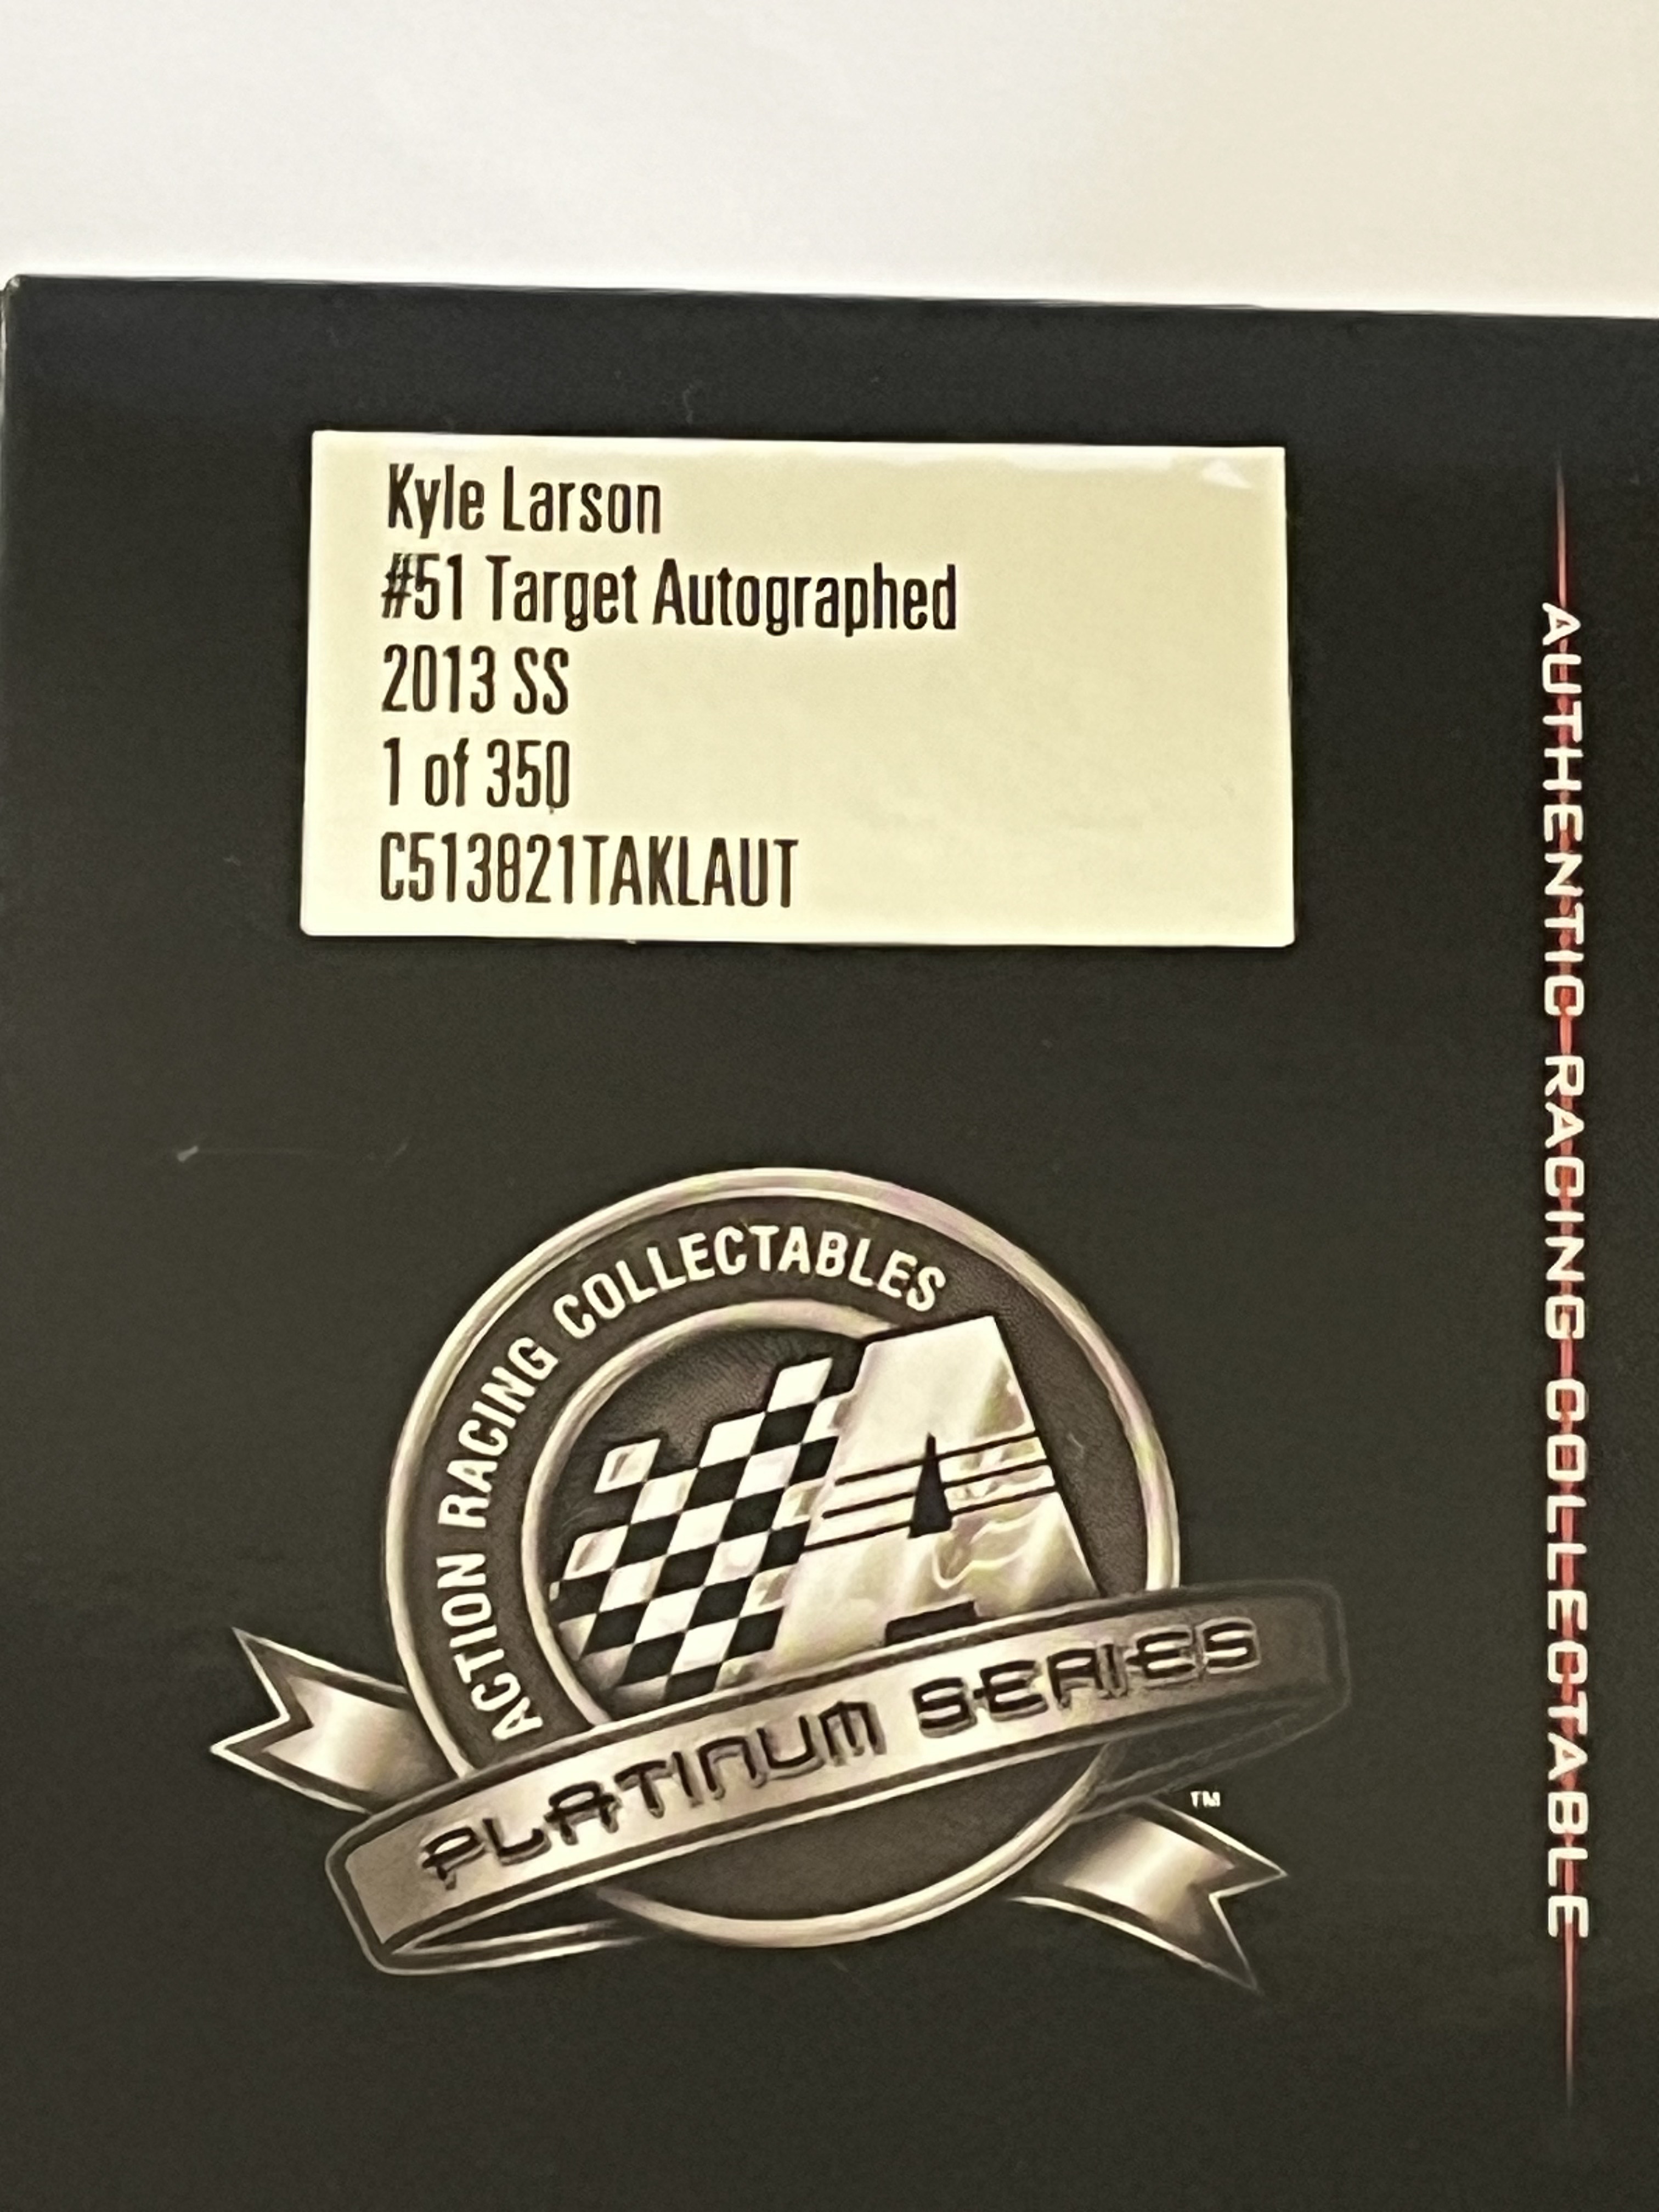 Kyle Larson
#51 Target Autographed
2013 SS
1 of 350
C513821TAKLAUT
ACTION RACING COLLECTABLES
A
PLATINUM SERIES
TM
AUTHENTIC RACING COLLECTABLE